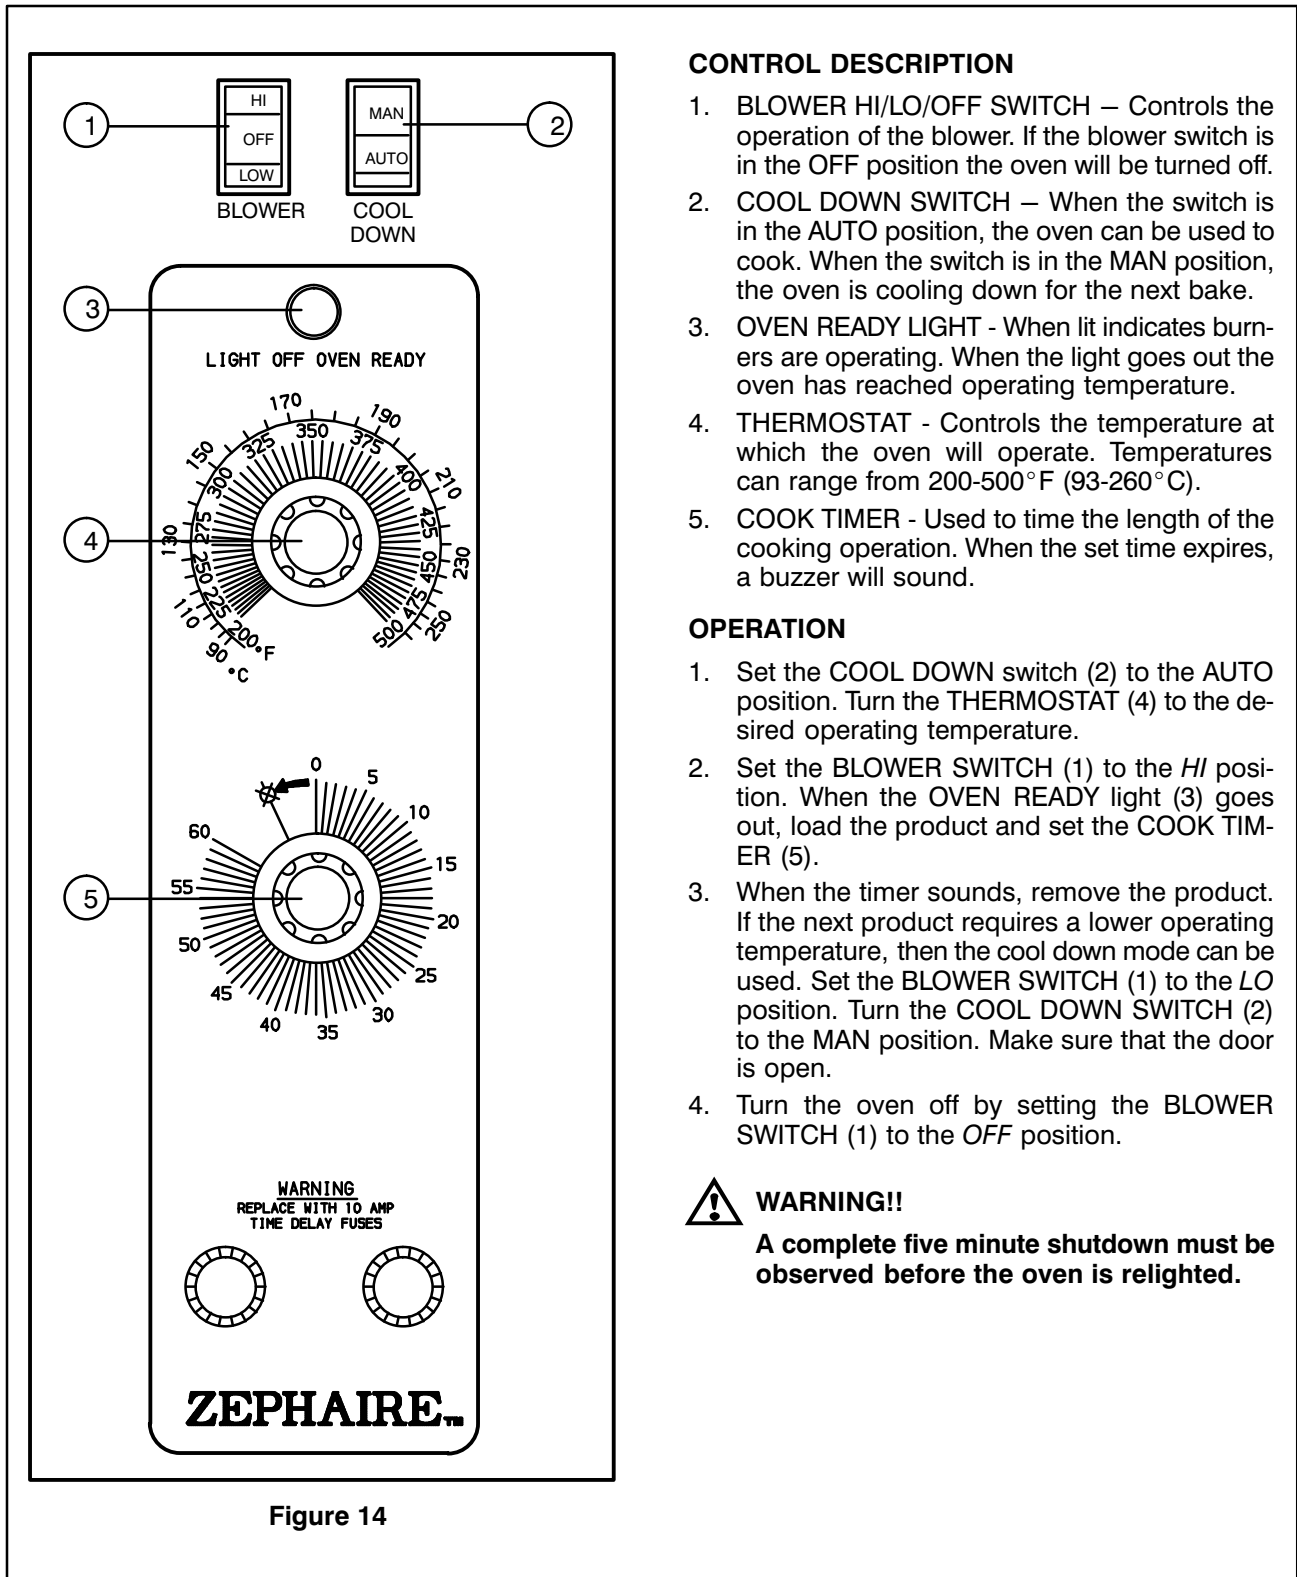 HI
OFF
LOW
BLOWER
MAN
AUTO
COOL
DOWN
1
2
3
LIGHT OFF OVEN READY
90 110 130 150 170 190 210 230 250
°C
200 225 250 275 300 325 350 375 400 425 450 475 500
°F
4
0
5
10
15
20
25
30
35
40
45
50
55
60
5
WARNING
REPLACE WITH 10 AMP
TIME DELAY FUSES
ZEPHAIRE™
Figure 14
CONTROL DESCRIPTION
1. BLOWER HI/LO/OFF SWITCH – Controls the
operation of the blower. If the blower switch is
in the OFF position the oven will be turned off.
2. COOL DOWN SWITCH – When the switch is
in the AUTO position, the oven can be used to
cook. When the switch is in the MAN position,
the oven is cooling down for the next bake.
3. OVEN READY LIGHT - When lit indicates burn-
ers are operating. When the light goes out the
oven has reached operating temperature.
4. THERMOSTAT - Controls the temperature at
which the oven will operate. Temperatures
can range from 200-500°F (93-260°C).
5. COOK TIMER - Used to time the length of the
cooking operation. When the set time expires,
a buzzer will sound.
OPERATION
1. Set the COOL DOWN switch (2) to the AUTO
position. Turn the THERMOSTAT (4) to the de-
sired operating temperature.
2. Set the BLOWER SWITCH (1) to the HI posi-
tion. When the OVEN READY light (3) goes
out, load the product and set the COOK TIM-
ER (5).
3. When the timer sounds, remove the product.
If the next product requires a lower operating
temperature, then the cool down mode can be
used. Set the BLOWER SWITCH (1) to the LO
position. Turn the COOL DOWN SWITCH (2)
to the MAN position. Make sure that the door
is open.
4. Turn the oven off by setting the BLOWER
SWITCH (1) to the OFF position.
WARNING!!
A complete five minute shutdown must be
observed before the oven is relighted.